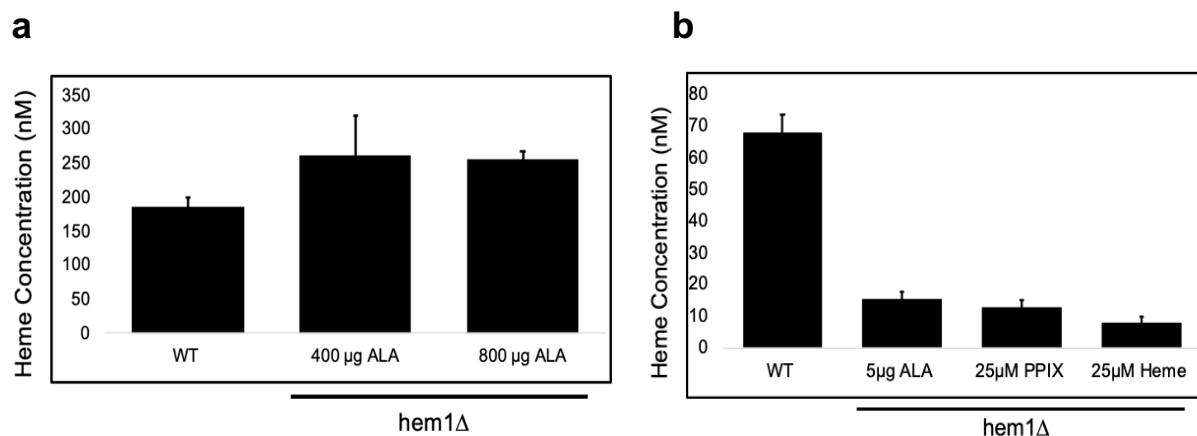 a
Heme Concentration (nM)
350
300
250
200
150
100
50
0
WT
400 µg ALA
800 µg ALA
hem1Δ
b
Heme Concentration (nM)
80
70
60
50
40
30
20
10
0
WT
5µg ALA
25µM PPIX
25µM Heme
hem1Δ